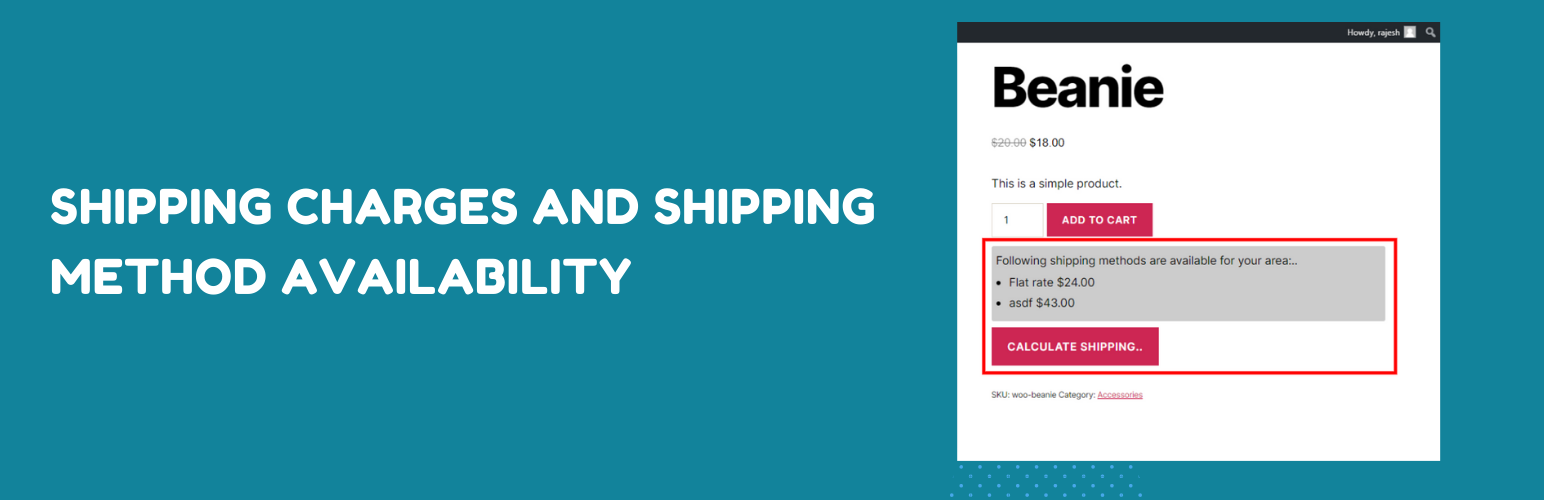 SHIPPING CHARGES AND SHIPPING
METHOD AVAILABILITY
Howdy, rajesh
Beanie
$20.00 $18.00
This is a simple product.
1 ADD TO CART
Following shipping methods are available for your area:..
• Flat rate $24.00
• asdf $43.00
CALCULATE SHIPPING..
SKU: woo-beanie Category: Accessories